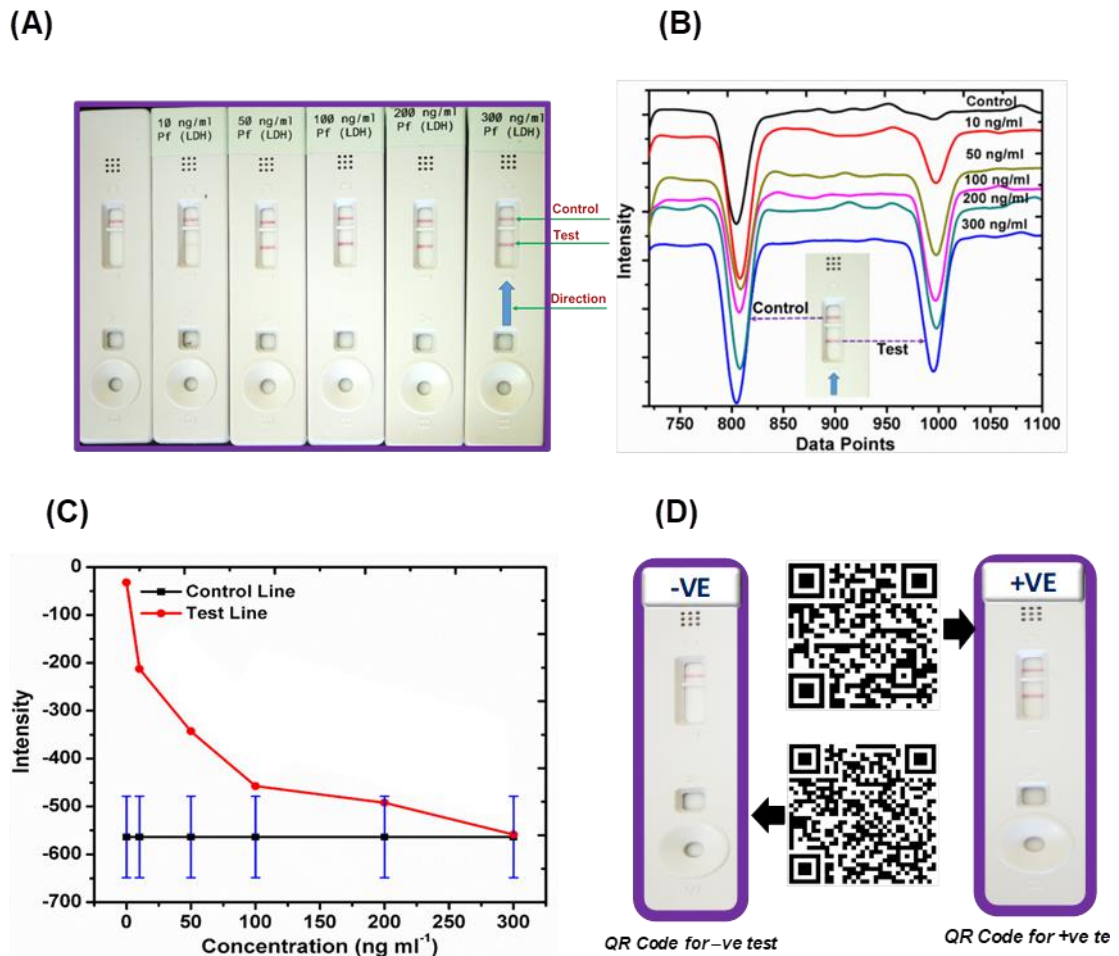 (A)
10 ng/ml
Pf (LDH)
50 ng/ml
Pf (LDH)
100 ng/ml
Pf (LDH)
200 ng/ml
Pf (LDH)
300 ng/ml
Pf (LDH)
Control
Test
Direction
(B)
Control
10 ng/ml
50 ng/ml
100 ng/ml
200 ng/ml
300 ng/ml
Control
Test
Intensity
750 800 850 900 950 1000 1050 1100
Data Points
(C)
0
-100
-200
-300
-400
-500
-600
-700
Intensity
Control Line
Test Line
0 50 100 150 200 250 300
Concentration (ng ml-1)
(D)
-VE
+VE
QR Code for –ve test
QR Code for +ve te